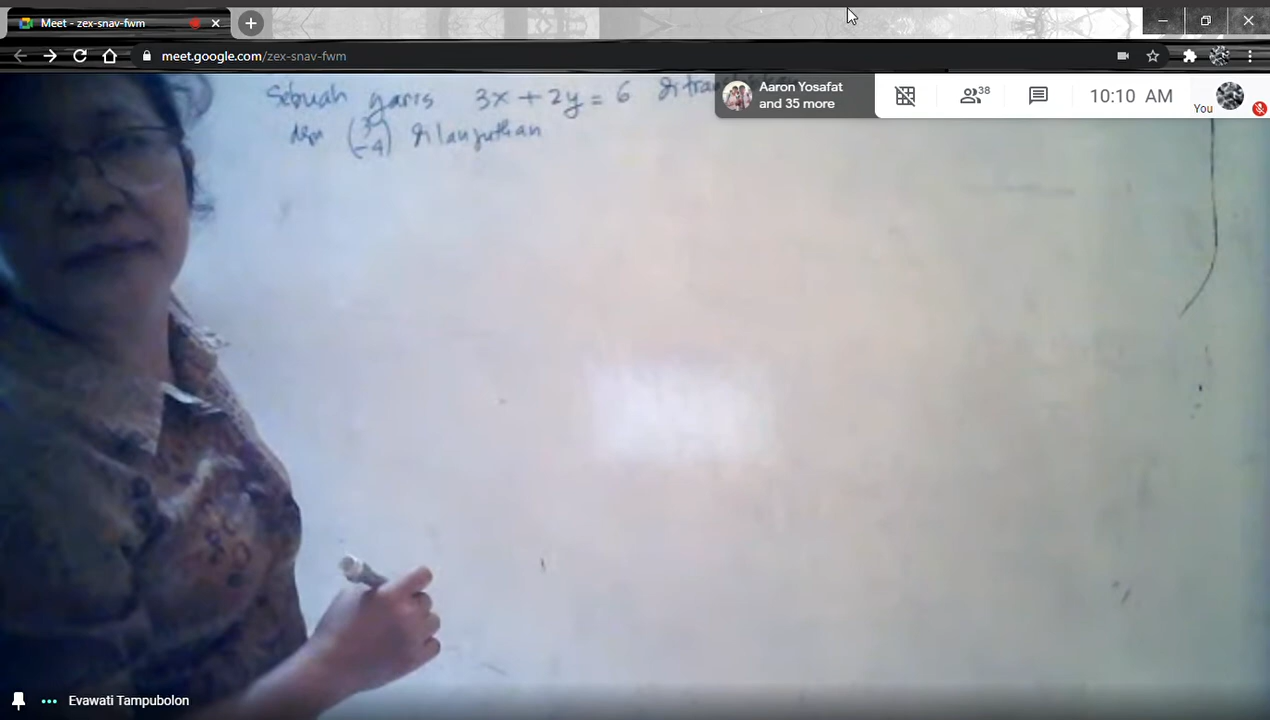 Meet - zex-snav-fwm
meet.google.com/zex-snav-fwm
Sebuah garis 3x + 2y = 6
dgn (3 -4) dilanjutkan
Aaron Yosafat
and 35 more
38
10:10 AM
You
Evawati Tampubolon